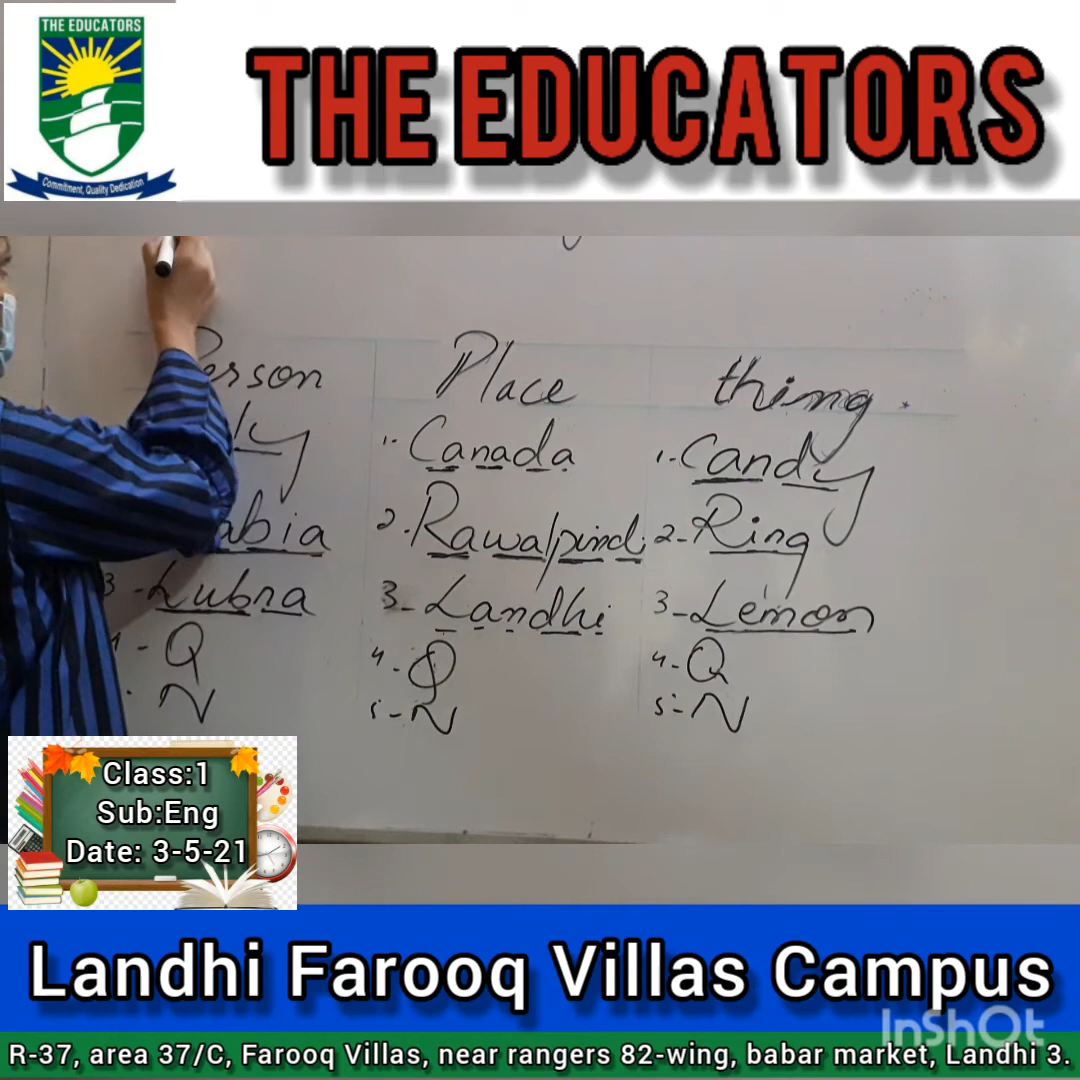 THE EDUCATORS
Commitment, Quality Dedication
THE EDUCATORS
Person Place thing.
1- Canada 1- Candy
2- Rawalpindi 2- Ring
3- Lubna 3- Landhi 3- Lemon
- Q 4- Q 4- Q
N 5- N 5- N
Class:1
Sub:Eng
Date: 3-5-21
Landhi Farooq Villas Campus
InShOt
R-37, area 37/C, Farooq Villas, near rangers 82-wing, babar market, Landhi 3.